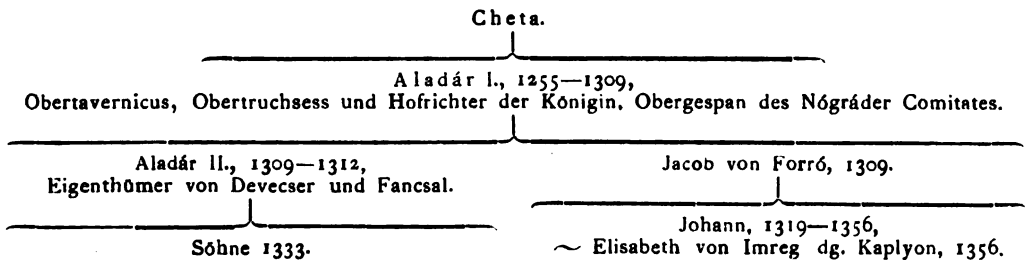 Cheta.
Aladár I., 1255—1309,
Obertavernicus, Obertruchsess und Hofrichter der Königin, Obergespan des Nógráder Comitates.
Aladár II., 1309—1312,
Eigenthümer von Devecser und Fancsal.
Söhne 1333.
Jacob von Forró, 1309.
Johann, 1319—1356,
~ Elisabeth von Imreg dg. Kaplyon, 1356.